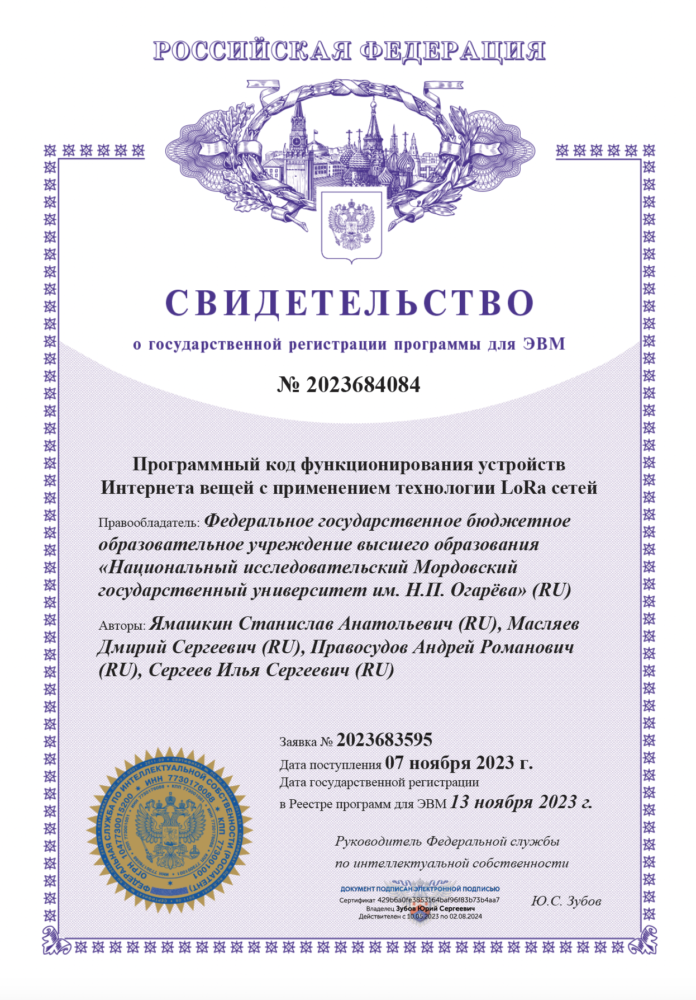 РОССИЙСКАЯ ФЕДЕРАЦИЯ
СВИДЕТЕЛЬСТВО
о государственной регистрации программы для ЭВМ
№ 2023684084
Программный код функционирования устройств
Интернета вещей с применением технологии LoRa сетей
Правообладатель: Федеральное государственное бюджетное
образовательное учреждение высшего образования
«Национальный исследовательский Мордовский
государственный университет им. Н.П. Огарёва» (RU)
Авторы: Ямашкин Станислав Анатольевич (RU), Масляев
Дмирий Сергеевич (RU), Правосудов Андрей Романович
(RU), Сергеев Илья Сергеевич (RU)
Заявка № 2023683595
Дата поступления 07 ноября 2023 г.
Дата государственной регистрации
в Реестре программ для ЭВМ 13 ноября 2023 г.
Руководитель Федеральной службы
по интеллектуальной собственности
ДОКУМЕНТ ПОДПИСАН ЭЛЕКТРОННОЙ ПОДПИСЬЮ
Сертификат 429b6a0fe3853164baf96f83b73b4aa7
Владелец Зубов Юрий Сергеевич
Действителен с 10.05.2023 по 02.08.2024
Ю.С. Зубов
ФЕДЕРАЛЬНАЯ СЛУЖБА ПО ИНТЕЛЛЕКТУАЛЬНОЙ СОБСТВЕННОСТИ (РОСПАТЕНТ)
ОГРН 1047730015200 * ИНН 7730176088 * КПП 773001001